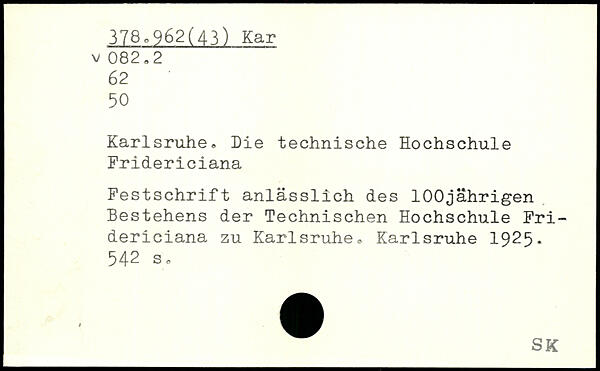 378.962(43) Kar
v 082.2
62
50
Karlsruhe. Die technische Hochschule
Fridericiana
Festschrift anlässlich des 100jährigen
Bestehens der Technischen Hochschule Fri-
dericiana zu Karlsruhe. Karlsruhe 1925.
542 s.
SK